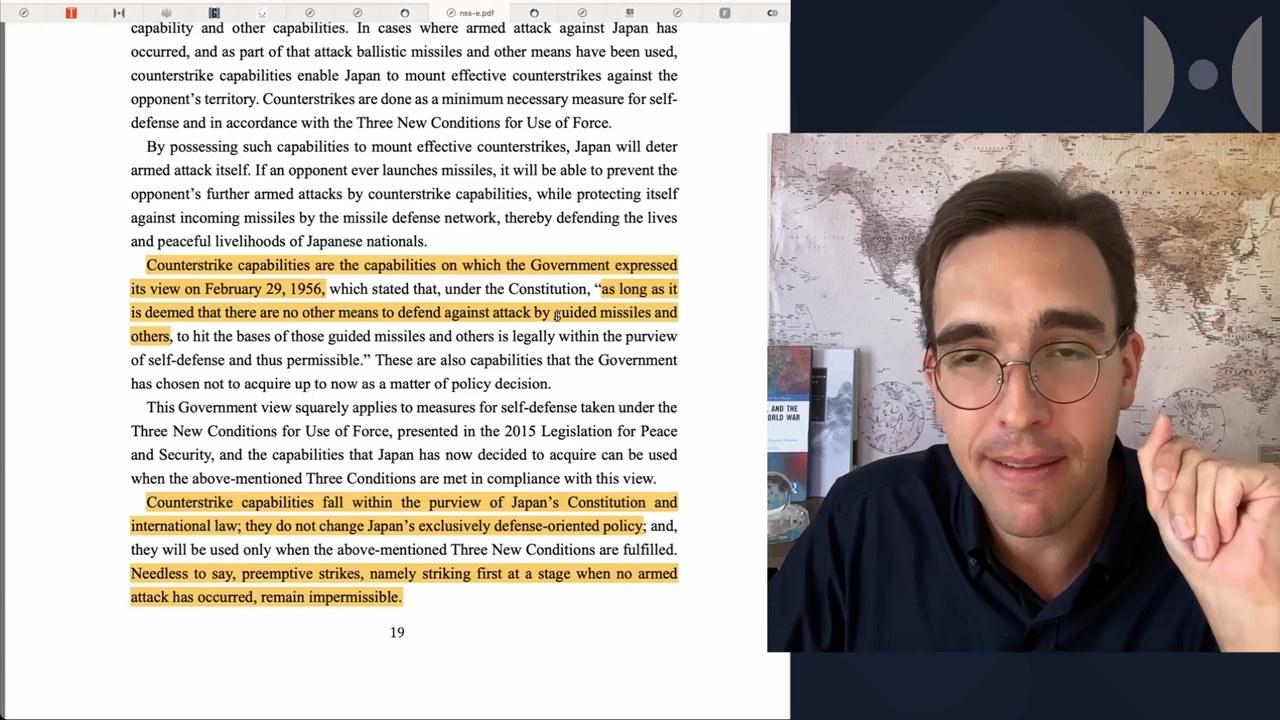 nss-e.pdf
capability and other capabilities. In cases where armed attack against Japan has
occurred, and as part of that attack ballistic missiles and other means have been used,
counterstrike capabilities enable Japan to mount effective counterstrikes against the
opponent’s territory. Counterstrikes are done as a minimum necessary measure for self-
defense and in accordance with the Three New Conditions for Use of Force.
By possessing such capabilities to mount effective counterstrikes, Japan will deter
armed attack itself. If an opponent ever launches missiles, it will be able to prevent the
opponent’s further armed attacks by counterstrike capabilities, while protecting itself
against incoming missiles by the missile defense network, thereby defending the lives
and peaceful livelihoods of Japanese nationals.
Counterstrike capabilities are the capabilities on which the Government expressed
its view on February 29, 1956, which stated that, under the Constitution, “as long as it
is deemed that there are no other means to defend against attack by guided missiles and
others, to hit the bases of those guided missiles and others is legally within the purview
of self-defense and thus permissible.” These are also capabilities that the Government
has chosen not to acquire up to now as a matter of policy decision.
This Government view squarely applies to measures for self-defense taken under the
Three New Conditions for Use of Force, presented in the 2015 Legislation for Peace
and Security, and the capabilities that Japan has now decided to acquire can be used
when the above-mentioned Three Conditions are met in compliance with this view.
Counterstrike capabilities fall within the purview of Japan’s Constitution and
international law; they do not change Japan’s exclusively defense-oriented policy; and,
they will be used only when the above-mentioned Three New Conditions are fulfilled.
Needless to say, preemptive strikes, namely striking first at a stage when no armed
attack has occurred, remain impermissible.
19
AND THE
WORLD WAR